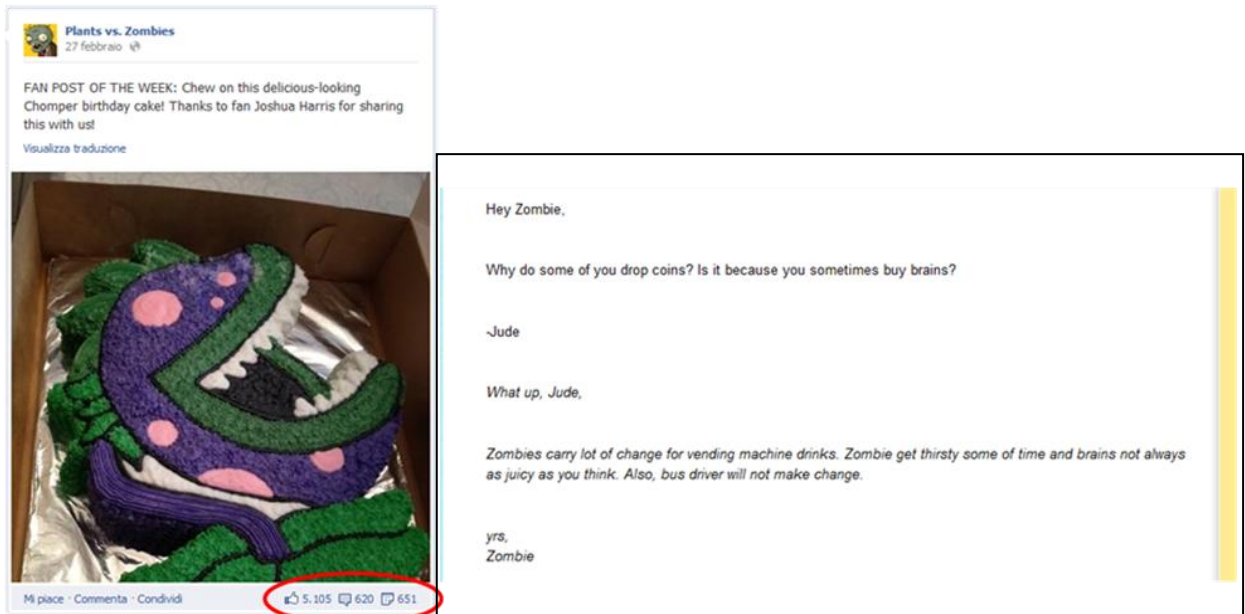 Plants vs. Zombies
27 febbraio
FAN POST OF THE WEEK: Chew on this delicious-looking
Chomper birthday cake! Thanks to fan Joshua Harris for sharing
this with us!
Visualizza traduzione
Mi piace · Commenta · Condividi
5.105 620 651
Hey Zombie,
Why do some of you drop coins? Is it because you sometimes buy brains?
-Jude
What up, Jude,
Zombies carry lot of change for vending machine drinks. Zombie get thirsty some of time and brains not always
as juicy as you think. Also, bus driver will not make change.
yrs,
Zombie